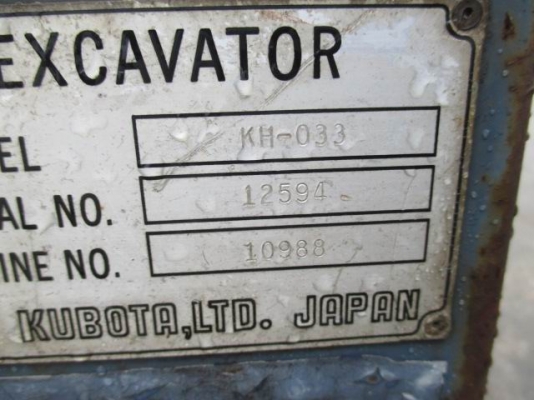 EXCAVATOR
EL KH-033
AL NO. 12594
INE NO. 10988
KUBOTA,LTD. JAPAN